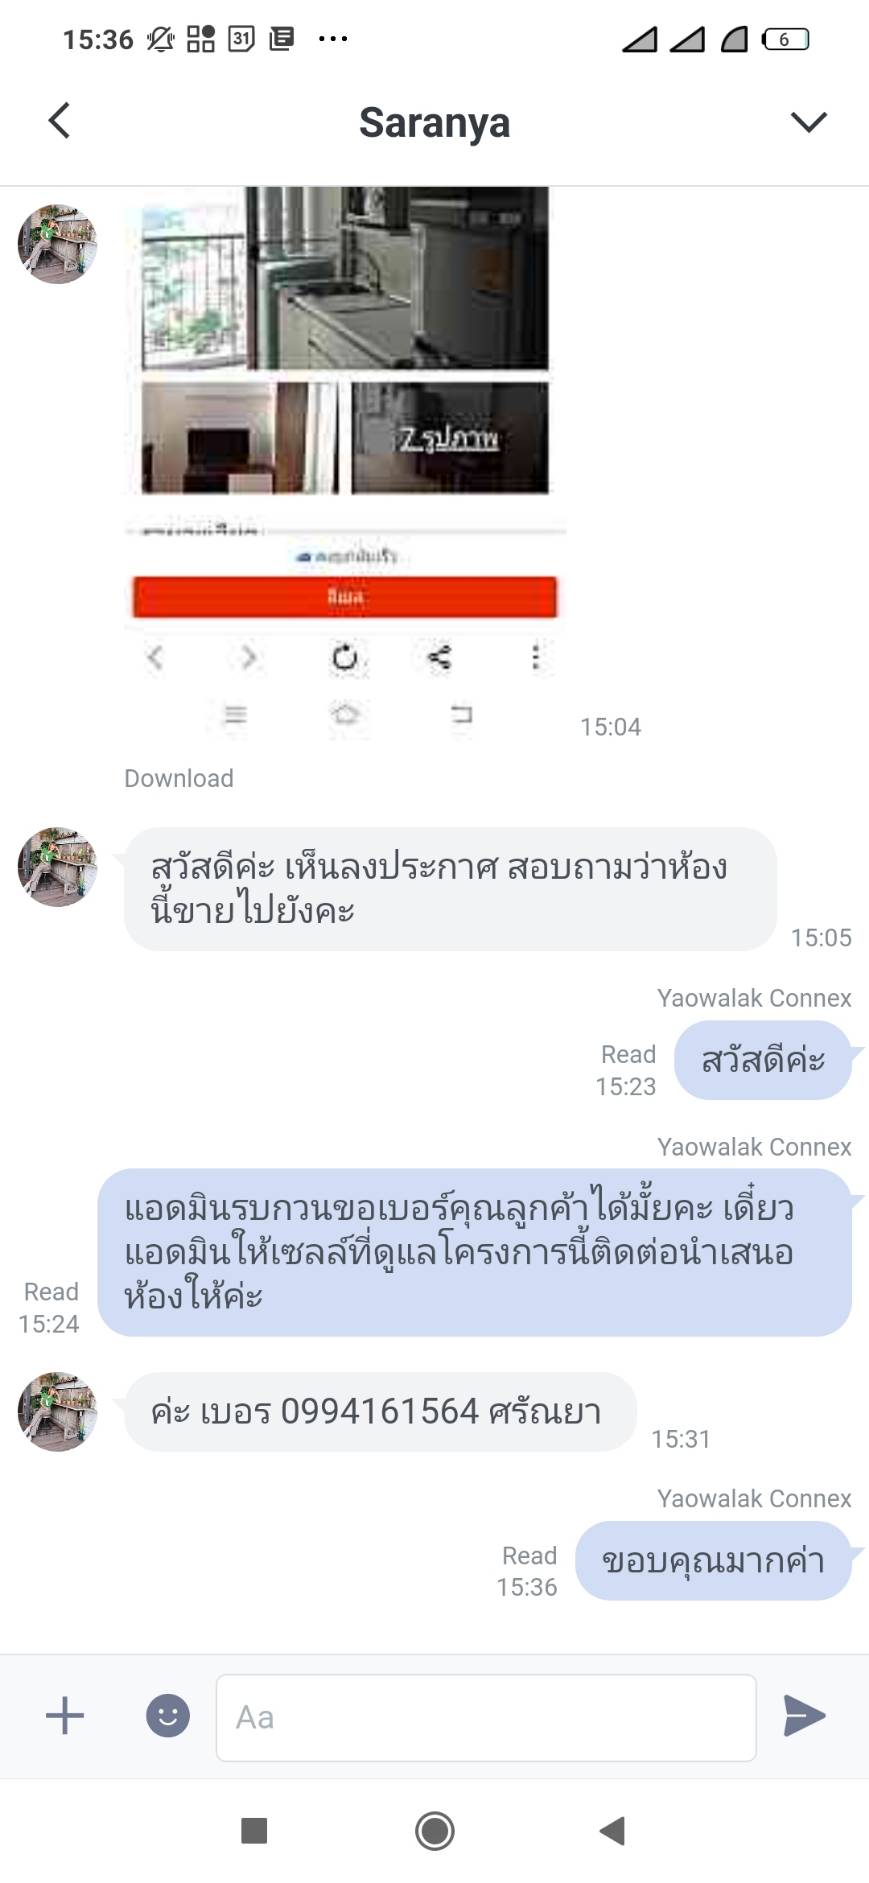 15:36
31
6
Saranya
7 รูปภาพ
อีเมล
15:04
Download
สวัสดีค่ะ เห็นลงประกาศ สอบถามว่าห้อง
นี้ขายไปยังคะ
15:05
Yaowalak Connex
สวัสดีค่ะ
Read
15:23
Yaowalak Connex
แอดมินรบกวนขอเบอร์คุณลูกค้าได้มั้ยคะ เดี๋ยว
แอดมินให้เซลล์ที่ดูแลโครงการนี้ติดต่อนำเสนอ
ห้องให้ค่ะ
Read
15:24
ค่ะ เบอร 0994161564 ศรัณยา
15:31
Yaowalak Connex
ขอบคุณมากค่า
Read
15:36
Aa